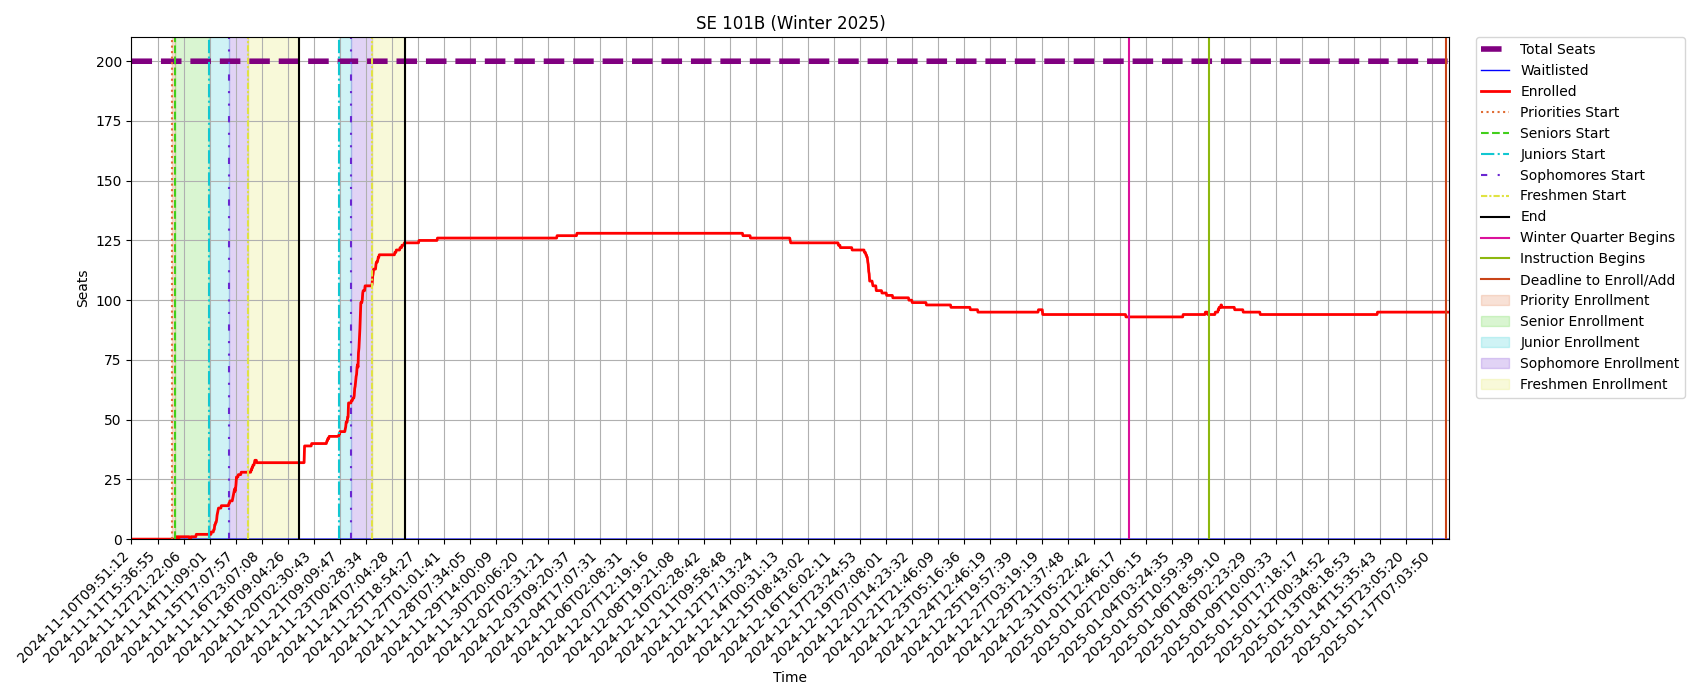 SE 101B (Winter 2025)
Seats
200
175
150
125
100
75
50
25
0
2024-11-10T09:51:12
2024-11-11T15:36:55
2024-11-12T21:22:06
2024-11-14T11:09:01
2024-11-15T17:07:57
2024-11-16T23:07:08
2024-11-18T09:04:26
2024-11-20T02:30:43
2024-11-21T09:09:47
2024-11-23T00:28:34
2024-11-24T07:04:28
2024-11-25T18:54:27
2024-11-27T01:01:41
2024-11-28T07:34:05
2024-11-29T14:00:09
2024-11-30T20:06:20
2024-12-02T02:31:21
2024-12-03T09:20:37
2024-12-04T17:07:31
2024-12-06T02:08:31
2024-12-07T12:19:16
2024-12-08T19:21:08
2024-12-10T02:28:42
2024-12-11T09:58:48
2024-12-12T17:13:24
2024-12-15T00:31:13
2024-12-16T08:43:02
2024-12-16T16:02:11
2024-12-17T23:24:53
2024-12-19T07:08:01
2024-12-20T14:23:32
2024-12-21T21:46:09
2024-12-23T05:16:36
2024-12-24T12:46:19
2024-12-25T19:57:39
2024-12-27T03:19:19
2024-12-29T21:37:48
2024-12-31T05:22:42
2025-01-01T12:46:17
2025-01-02T20:06:15
2025-01-04T03:24:35
2025-01-05T10:59:39
2025-01-06T18:59:10
2025-01-08T02:23:29
2025-01-09T10:00:33
2025-01-10T17:18:17
2025-01-12T00:34:52
2025-01-13T08:18:53
2025-01-14T15:35:43
2025-01-15T23:05:20
2025-01-17T07:03:50
Time
Total Seats
Waitlisted
Enrolled
Priorities Start
Seniors Start
Juniors Start
Sophomores Start
Freshmen Start
End
Winter Quarter Begins
Instruction Begins
Deadline to Enroll/Add
Priority Enrollment
Senior Enrollment
Junior Enrollment
Sophomore Enrollment
Freshmen Enrollment